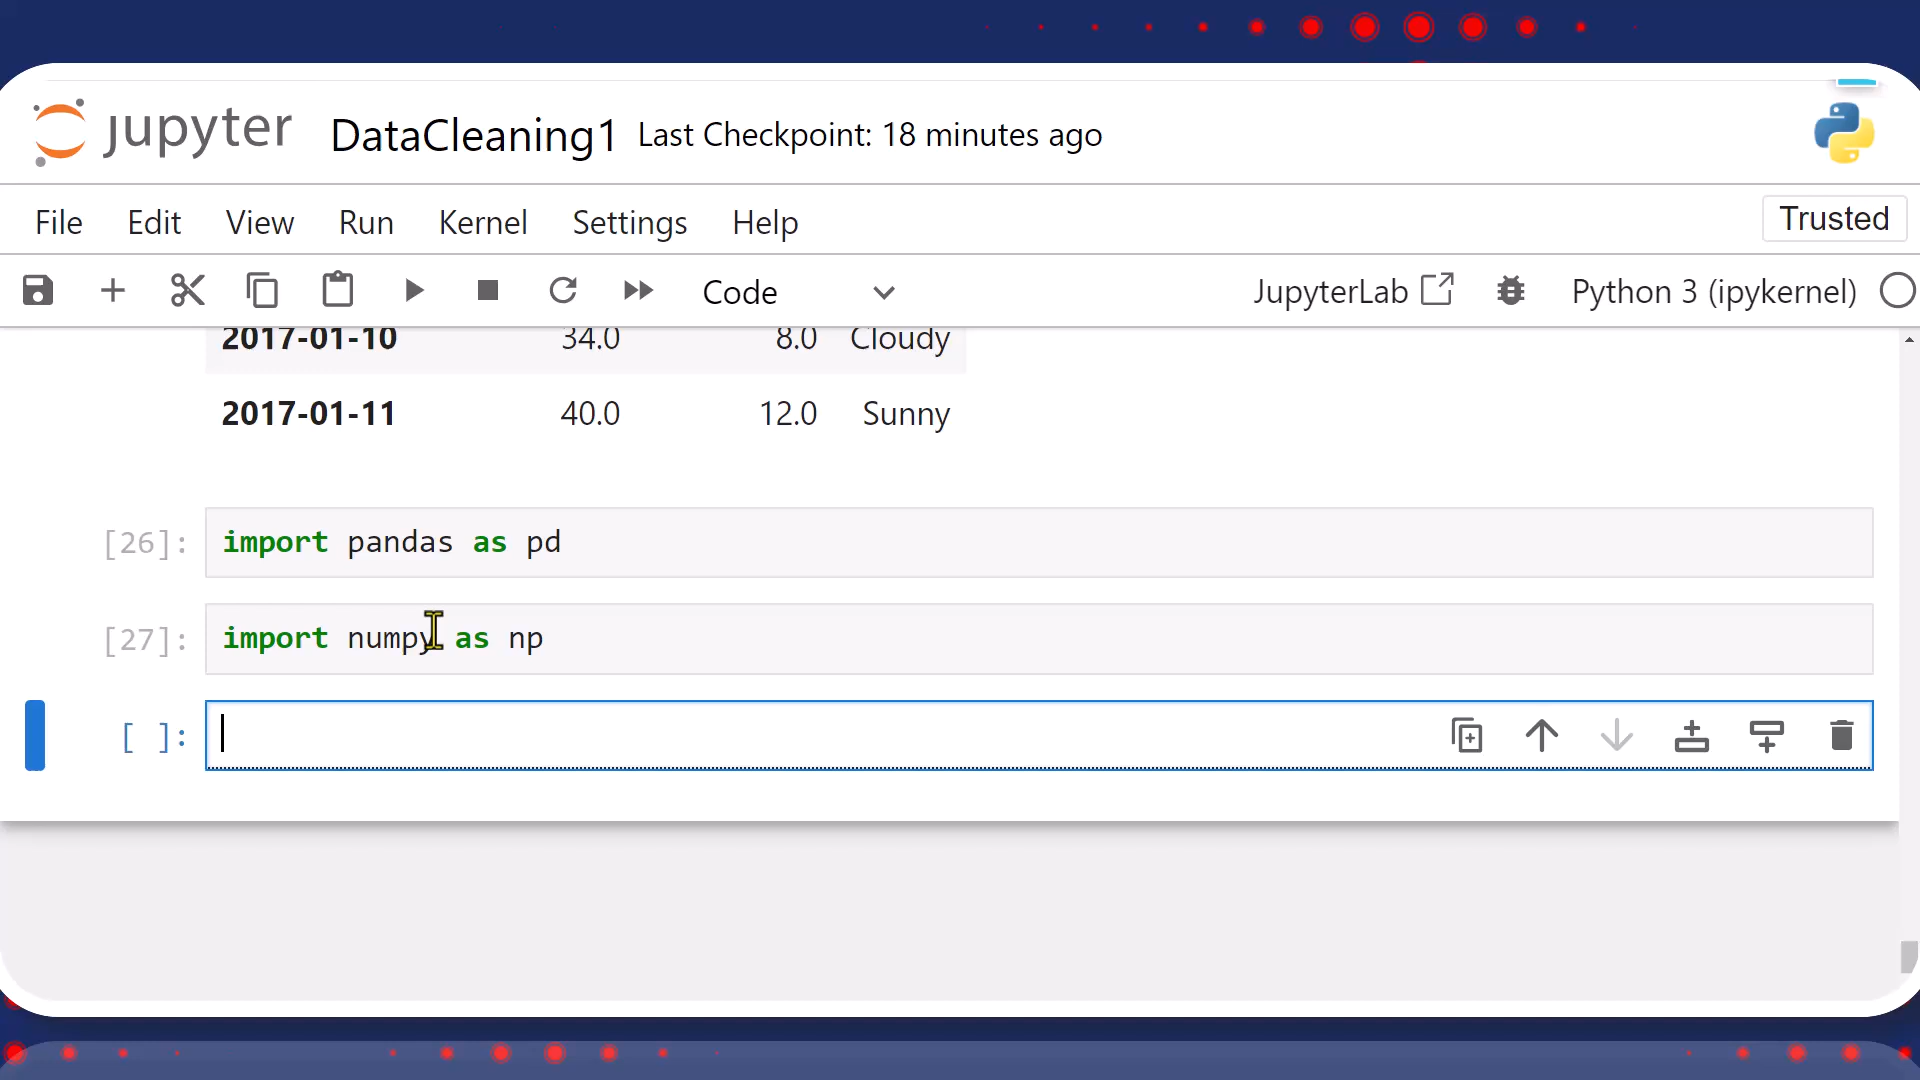 jupyter DataCleaning1 Last Checkpoint: 18 minutes ago
File Edit View Run Kernel Settings Help Trusted
Code JupyterLab Python 3 (ipykernel)
2017-01-10 34.0 8.0 Cloudy
2017-01-11 40.0 12.0 Sunny
[26]: import pandas as pd
[27]: import numpy as np
[ ]: